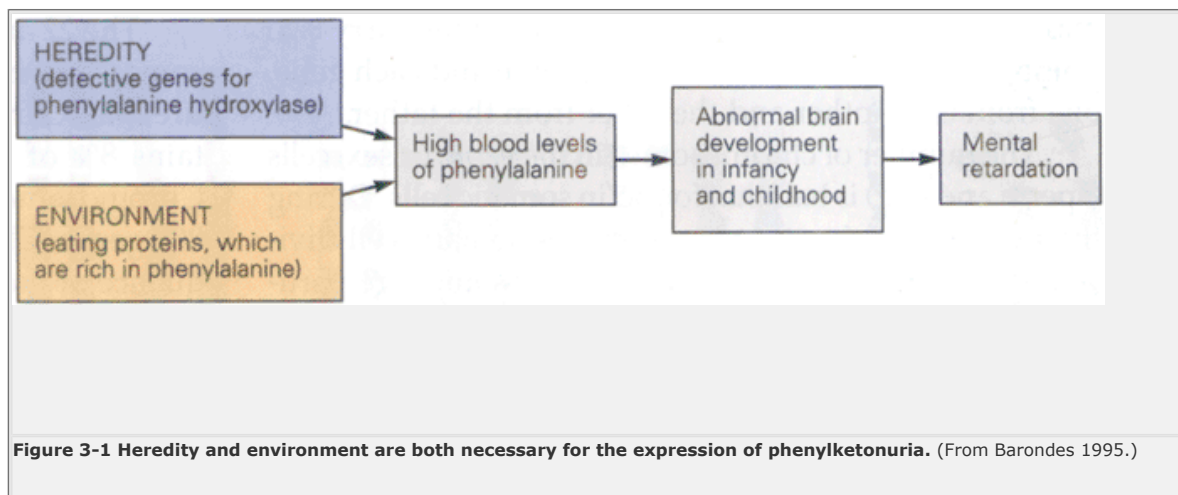 HEREDITY
(defective genes for
phenylalanine hydroxylase)
ENVIRONMENT
(eating proteins, which
are rich in phenylalanine)
High blood levels
of phenylalanine
Abnormal brain
development
in infancy
and childhood
Mental
retardation
Figure 3-1 Heredity and environment are both necessary for the expression of phenylketonuria. (From Barondes 1995.)